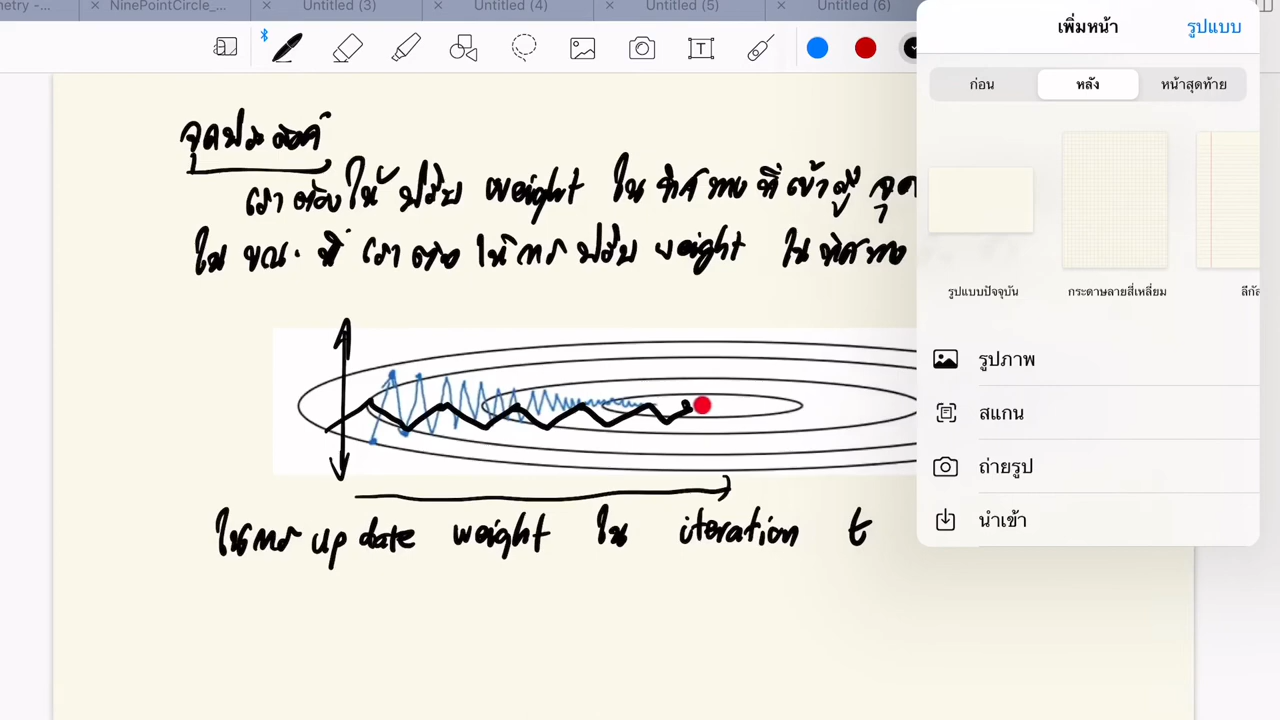 metry -...
NinePointCircle_...
Untitled (3)
Untitled (4)
Untitled (5)
Untitled (6)
เพิ่มหน้า
รูปแบบ
ก่อน
หลัง
หน้าสุดท้าย
รูปแบบปัจจุบัน
กระดาษลายสี่เหลี่ยม
ลีกัล
รูปภาพ
สแกน
ถ่ายรูป
นำเข้า
จุดประสงค์
เราต้องให้ ปรับ weight ใน ทิศทาง ที่ เข้าสู่ จุด
ใน ขณะ ที่ เราต้องให้การ ปรับ weight ใน ทิศทาง
ในการ update weight ใน iteration t